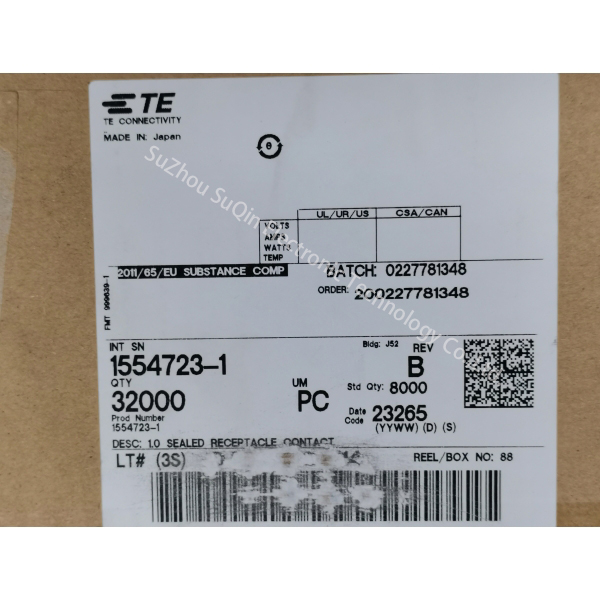 TE
TE CONNECTIVITY
MADE IN: Japan
e
UL/UR/US CSA/CAN
VOLTS
AMPS
WATTS
TEMP
2011/65/EU SUBSTANCE COMP
BATCH: 0227781348
ORDER: 200227781348
FMT 999639-1
INT SN
1554723-1
Bldg: J52
REV
B
QTY
32000
UM
PC
Std Qty: 8000
Prod Number
1554723-1
Date Code 23265
(YYWW) (D) (S)
DESC: 1.0 SEALED RECEPTACLE CONTACT
LT# (3S)
REEL/BOX NO: 88
SuZhou SuQin Electronic Technology Co